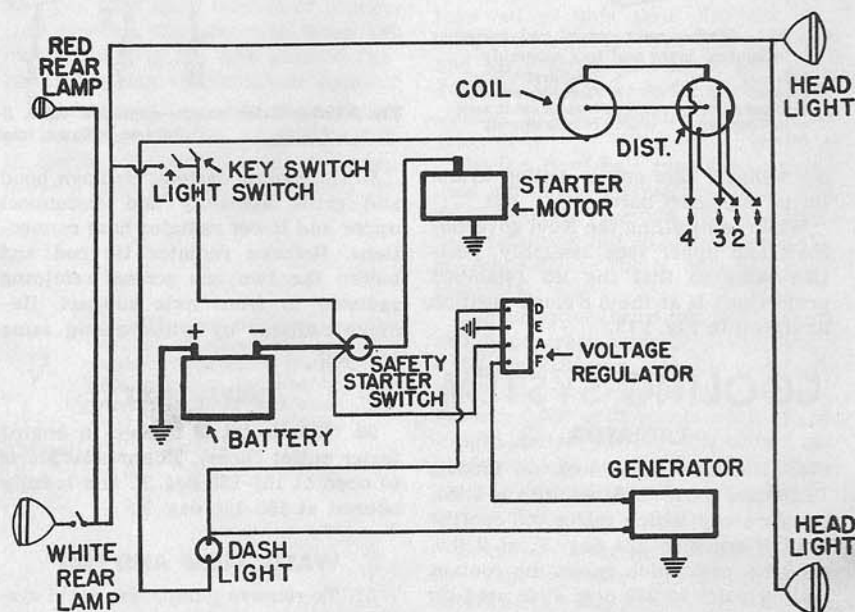 RED
REAR
LAMP
COIL
HEAD
LIGHT
DIST.
KEY SWITCH
LIGHT SWITCH
STARTER
MOTOR
4 3 2 1
+ −
D
E
A
F
SAFETY
STARTER
SWITCH
VOLTAGE
REGULATOR
BATTERY
GENERATOR
WHITE
REAR
LAMP
DASH
LIGHT
HEAD
LIGHT